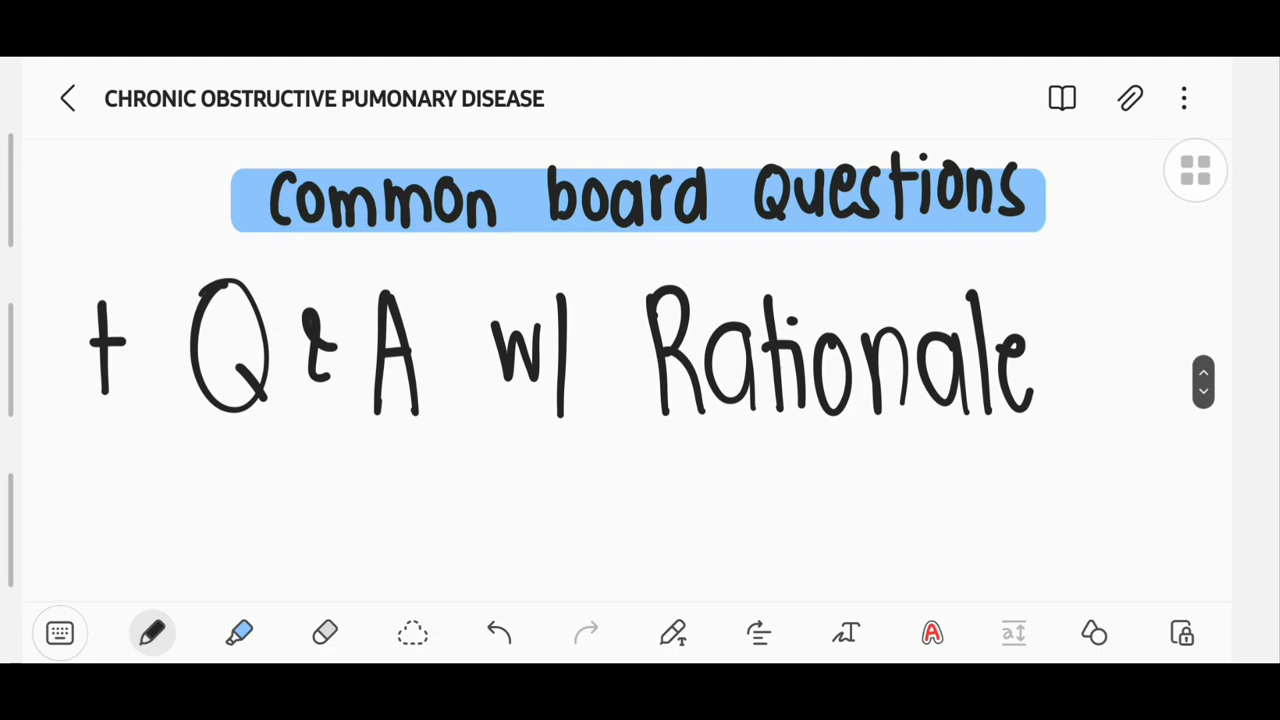 CHRONIC OBSTRUCTIVE PUMONARY DISEASE
common board Questions
+ Q & A w/ Rationale